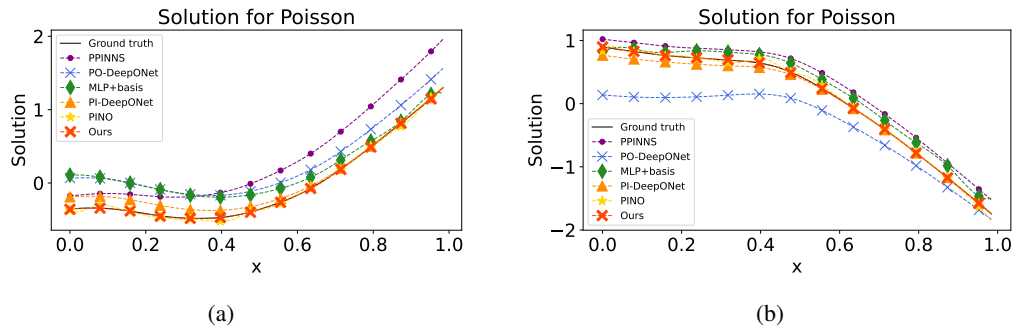 Solution for Poisson
2
1
0
Solution
Ground truth
PPINNS
PO-DeepONet
MLP+basis
PI-DeepONet
PINO
Ours
0.0 0.2 0.4 0.6 0.8 1.0
x
(a)
Solution for Poisson
1
0
−1
−2
Solution
Ground truth
PPINNS
PO-DeepONet
MLP+basis
PI-DeepONet
PINO
Ours
0.0 0.2 0.4 0.6 0.8 1.0
x
(b)